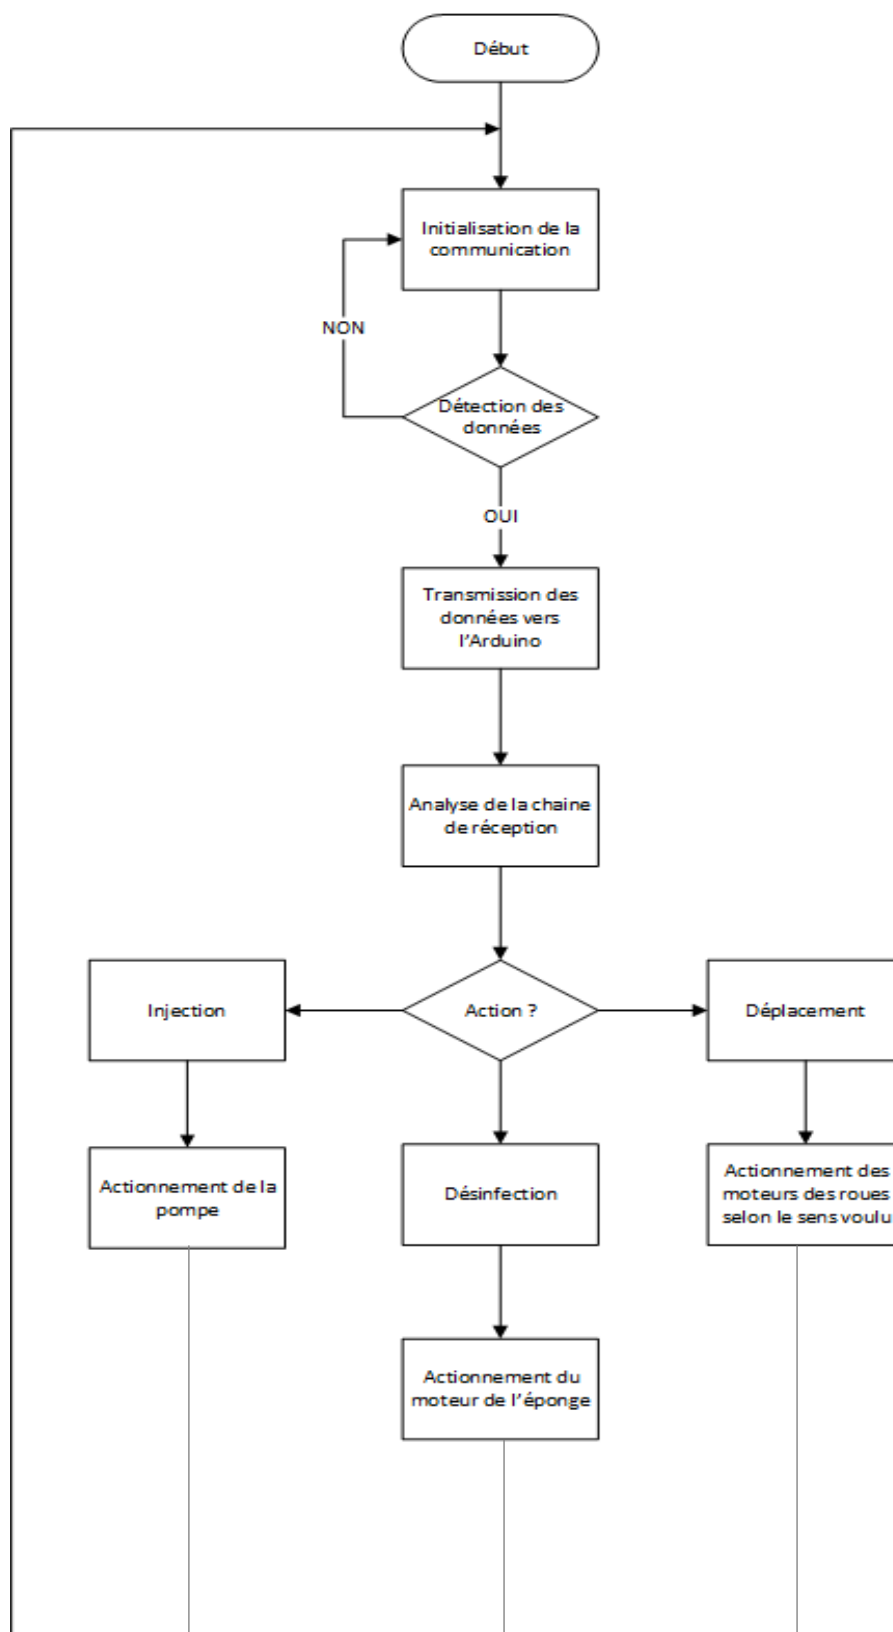 Début
Initialisation de la
communication
NON
Détection des
données
OUI
Transmission des
données vers
l'Arduino
Analyse de la chaine
de réception
Injection
Action ?
Déplacement
Actionnement de la
pompe
Désinfection
Actionnement des
moteurs des roues
selon le sens voulu
Actionnement du
moteur de l'éponge